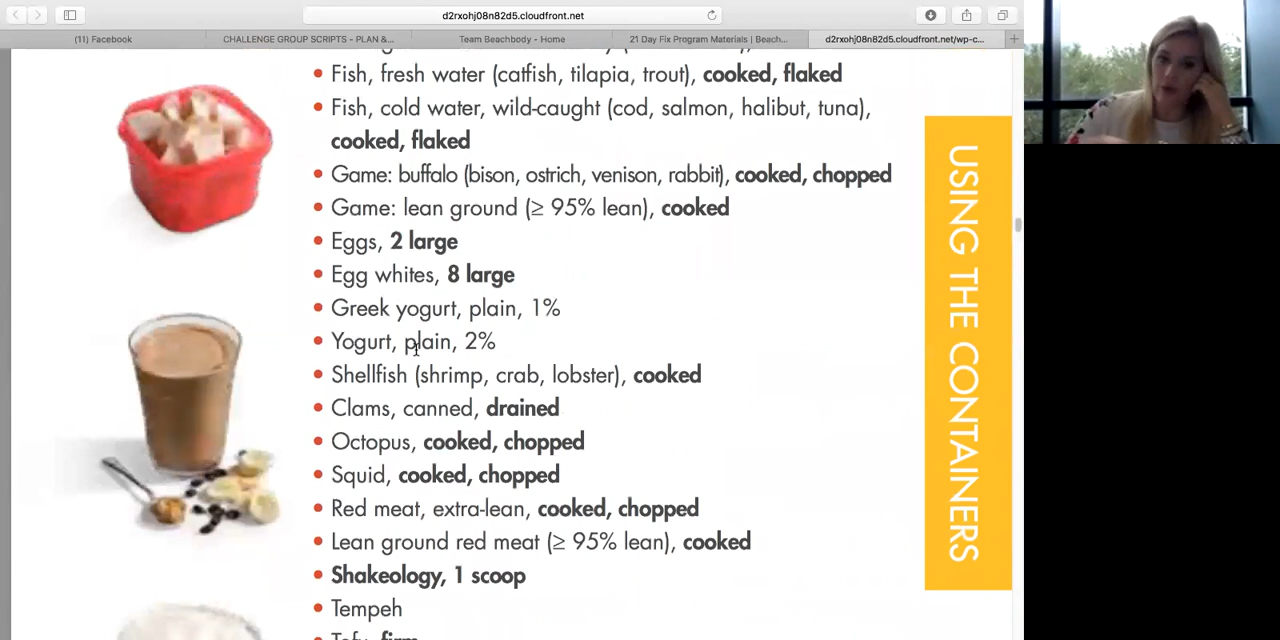 d2rxohj08n82d5.cloudfront.net
(11) Facebook
CHALLENGE GROUP SCRIPTS - PLAN &...
Team Beachbody - Home
21 Day Fix Program Materials | Beach...
d2rxohj08n82d5.cloudfront.net/wp-c...
Fish, fresh water (catfish, tilapia, trout), cooked, flaked
Fish, cold water, wild-caught (cod, salmon, halibut, tuna),
cooked, flaked
Game: buffalo (bison, ostrich, venison, rabbit), cooked, chopped
Game: lean ground (≥ 95% lean), cooked
Eggs, 2 large
Egg whites, 8 large
Greek yogurt, plain, 1%
Yogurt, plain, 2%
Shellfish (shrimp, crab, lobster), cooked
Clams, canned, drained
Octopus, cooked, chopped
Squid, cooked, chopped
Red meat, extra-lean, cooked, chopped
Lean ground red meat (≥ 95% lean), cooked
Shakeology, 1 scoop
Tempeh
Tofu, firm
USING THE CONTAINERS